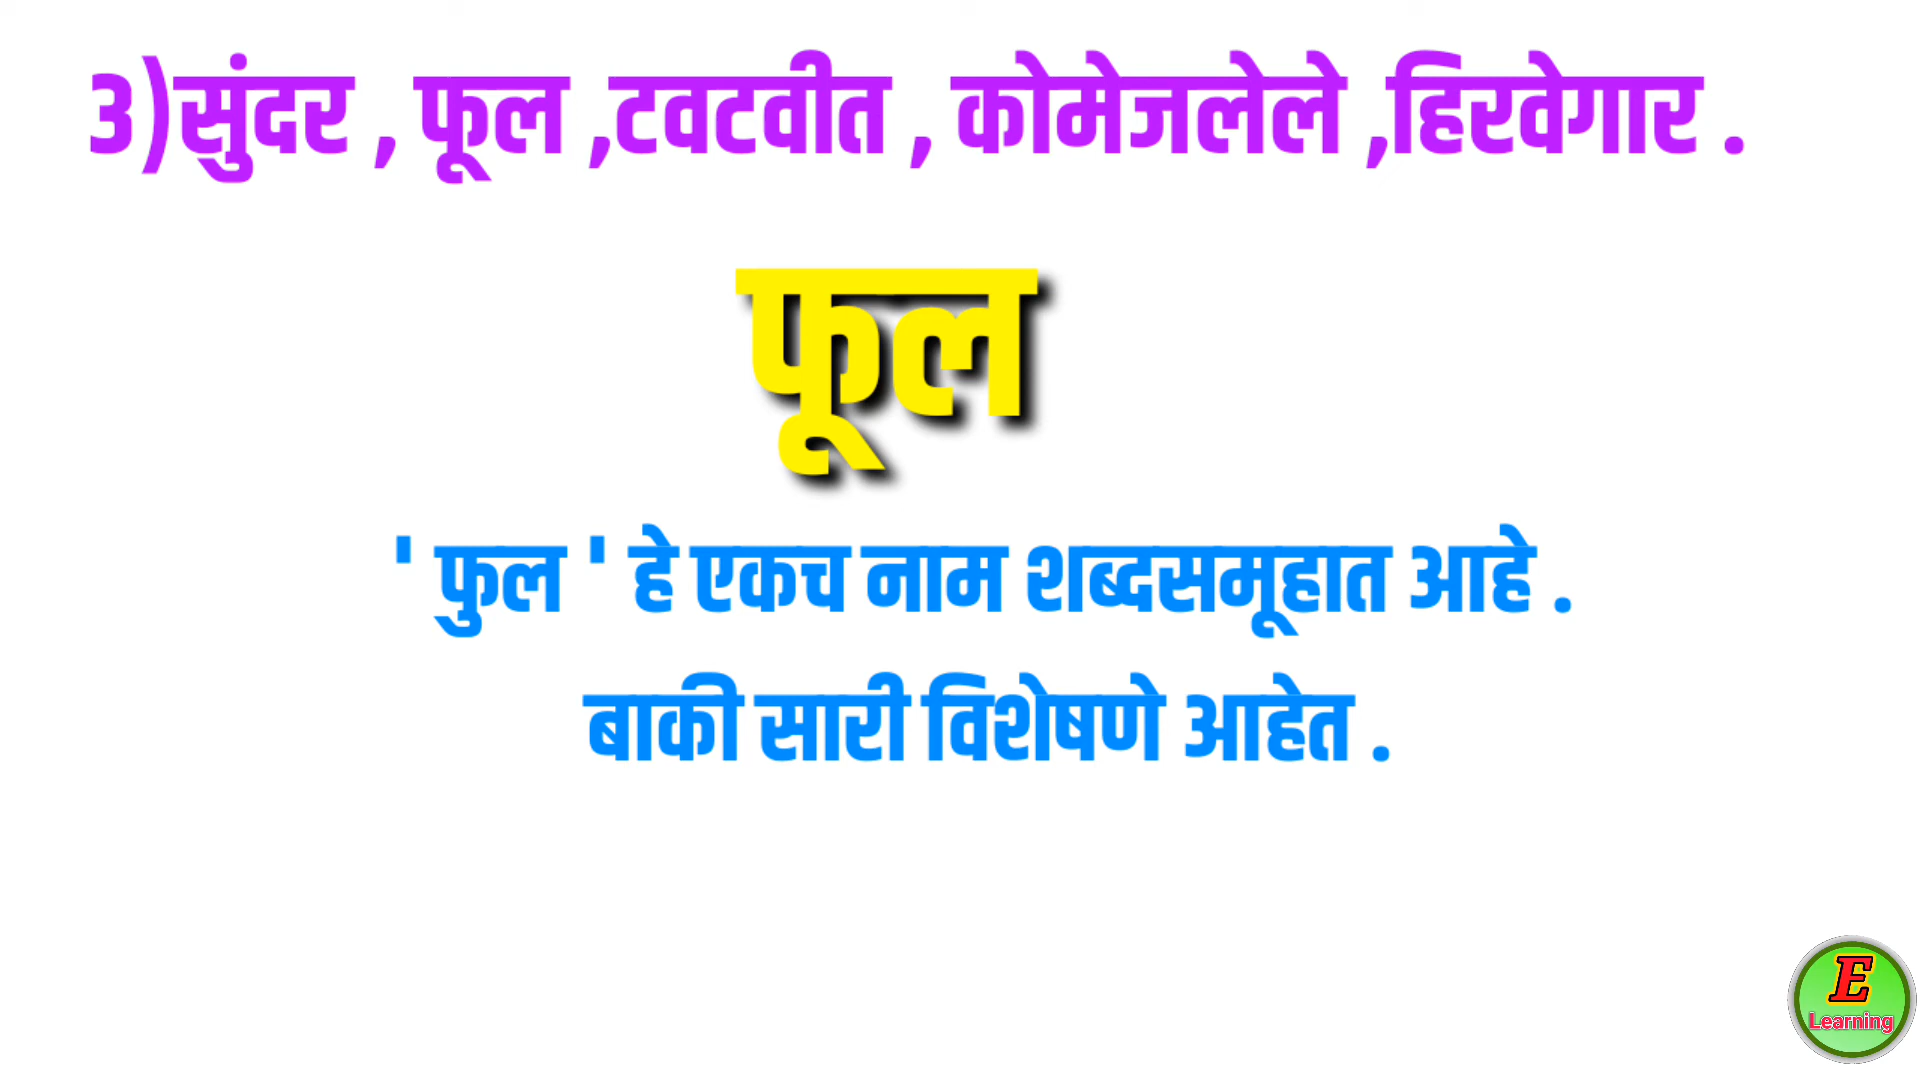 3)सुंदर , फूल ,टवटवीत , कोमेजलेले ,हिरवेगार .
फूल
' फुल ' हे एकच नाम शब्दसमूहात आहे .
बाकी सारी विशेषणे आहेत .
E
Learning